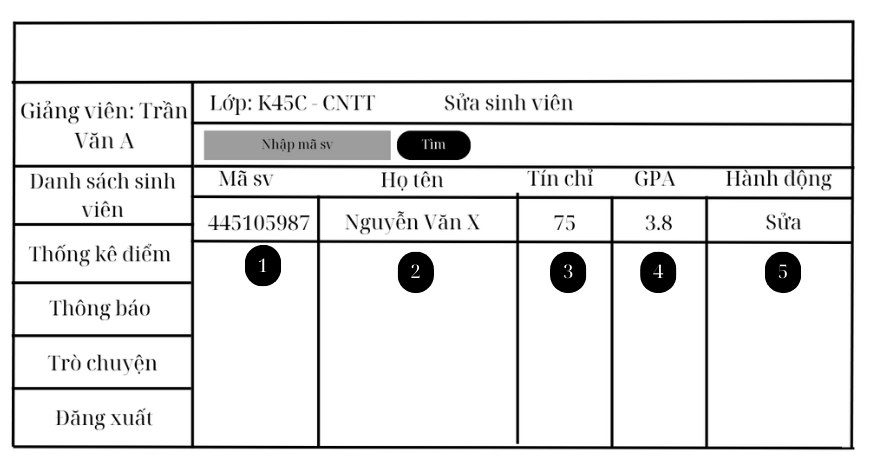 Giảng viên: Trần
Văn A
Lớp: K45C - CNTT
Sửa sinh viên
Nhập mã sv
Tìm
Danh sách sinh
viên
Thống kê điểm
Thông báo
Trò chuyện
Đăng xuất
Mã sv
Họ tên
Tín chỉ
GPA
Hành động
445105987
Nguyễn Văn X
75
3.8
Sửa
1
2
3
4
5